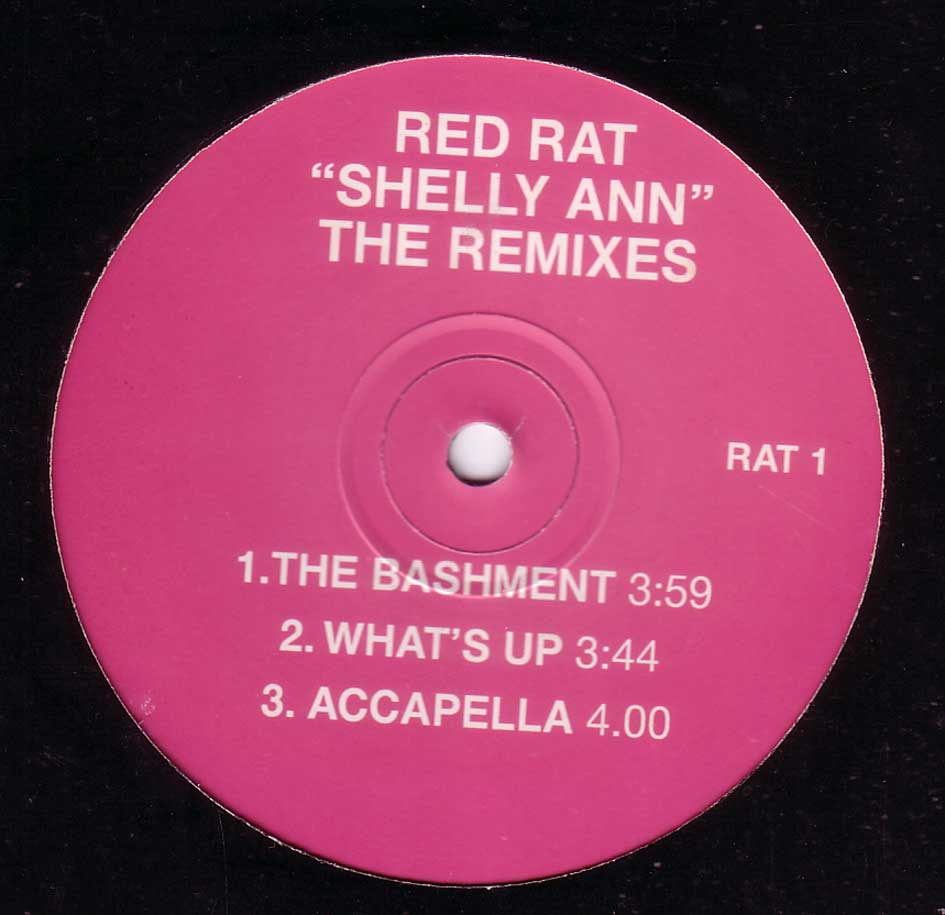 RED RAT
“SHELLY ANN”
THE REMIXES
RAT 1
1.THE BASHMENT 3:59
2. WHAT’S UP 3:44
3. ACCAPELLA 4.00